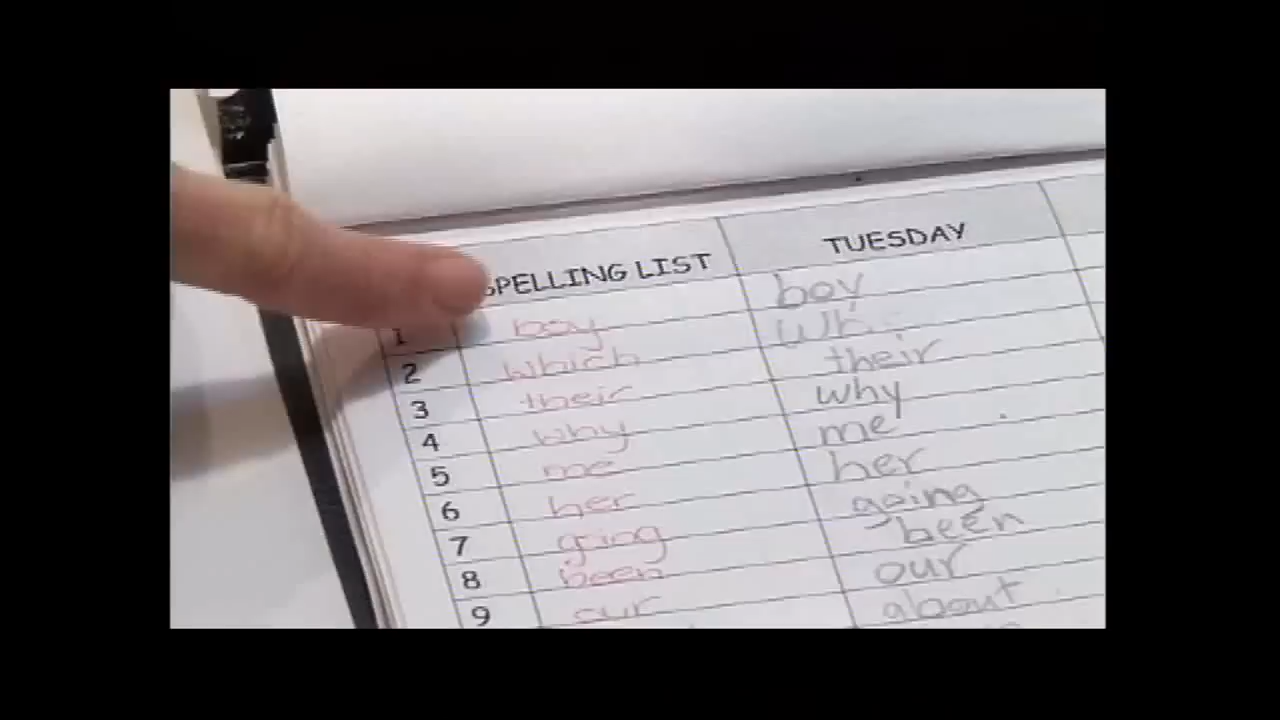 SPELLING LIST TUESDAY
1 boy boy
2 which wh
3 their their
4 why why
5 me me
6 her her
7 going going
8 been been
9 our our
about